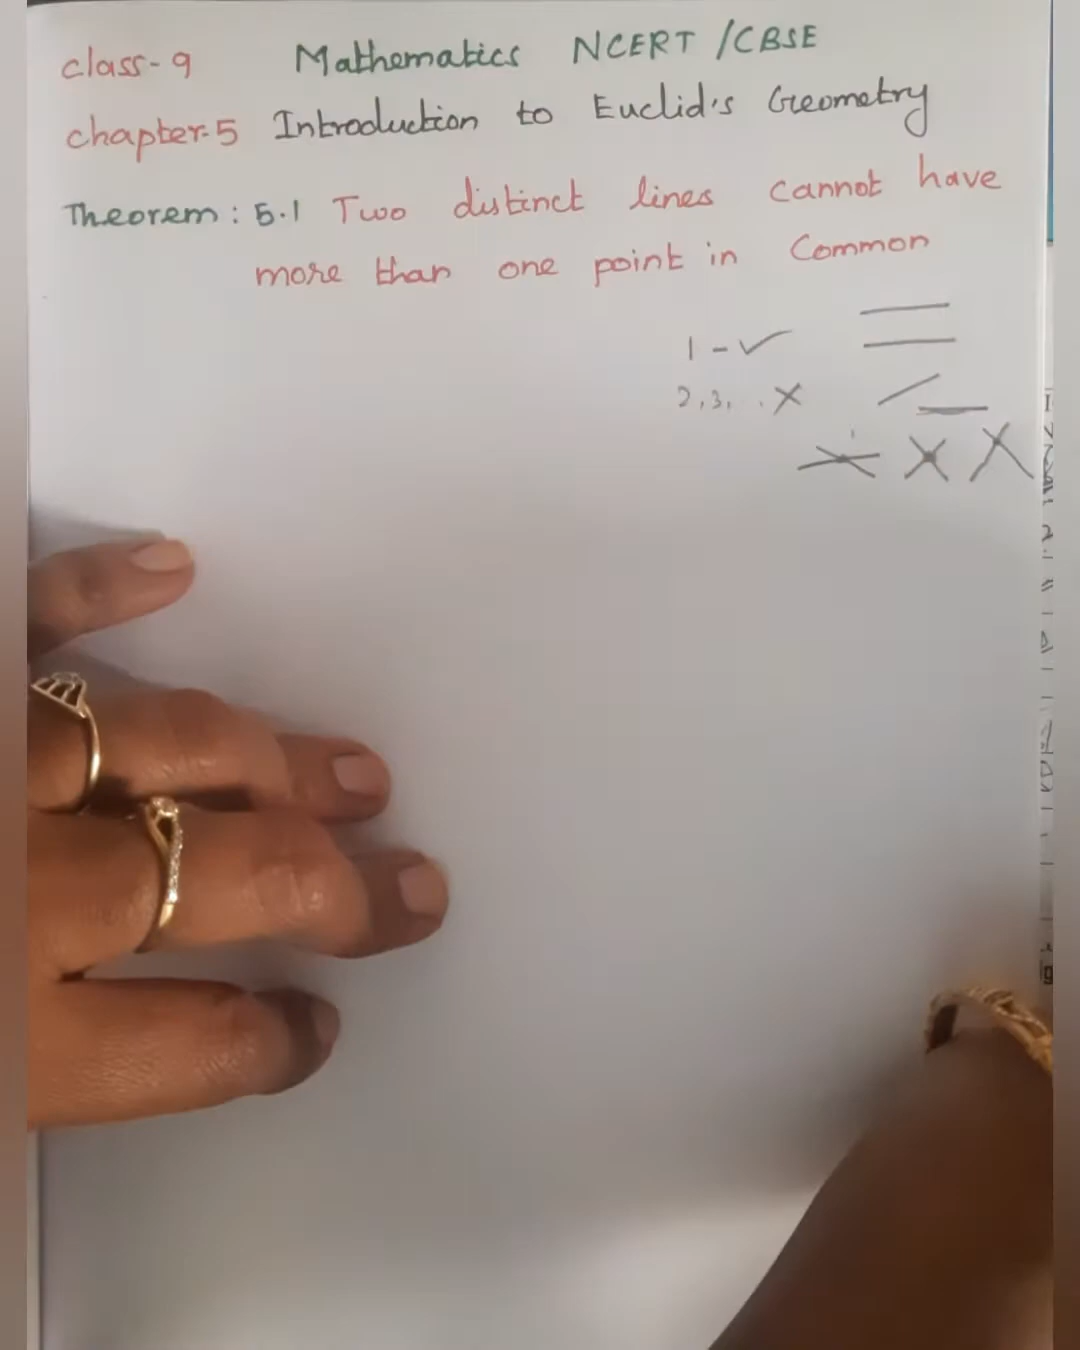 class-9 Mathematics NCERT /CBSE
chapter.5 Introduction to Euclid's Geometry
Theorem: 5.1 Two distinct lines cannot have
more than one point in Common
1-✓
2,3,..X